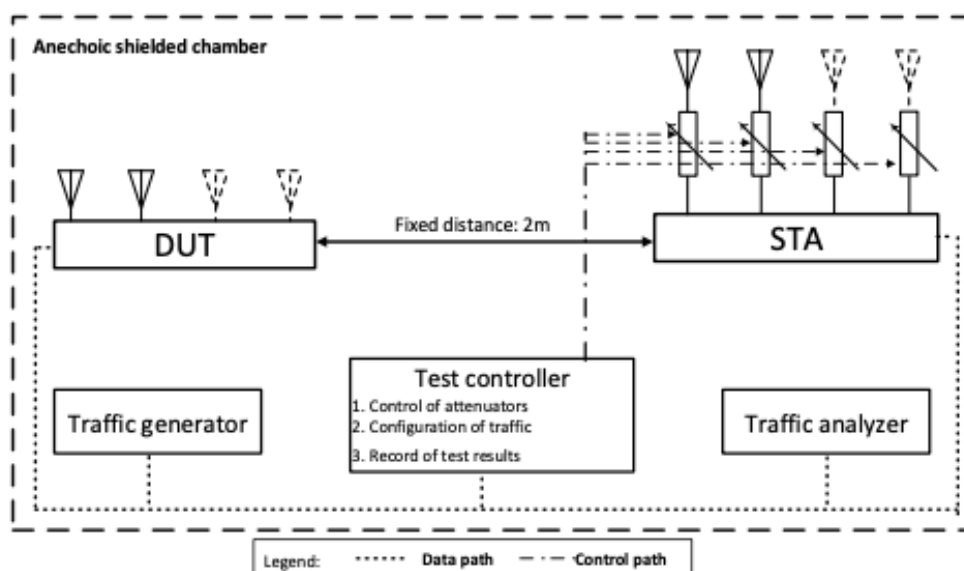 Anechoic shielded chamber
DUT
Fixed distance: 2m
STA
Traffic generator
Test controller
1. Control of attenuators
2. Configuration of traffic
3. Record of test results
Traffic analyzer
Legend: Data path Control path